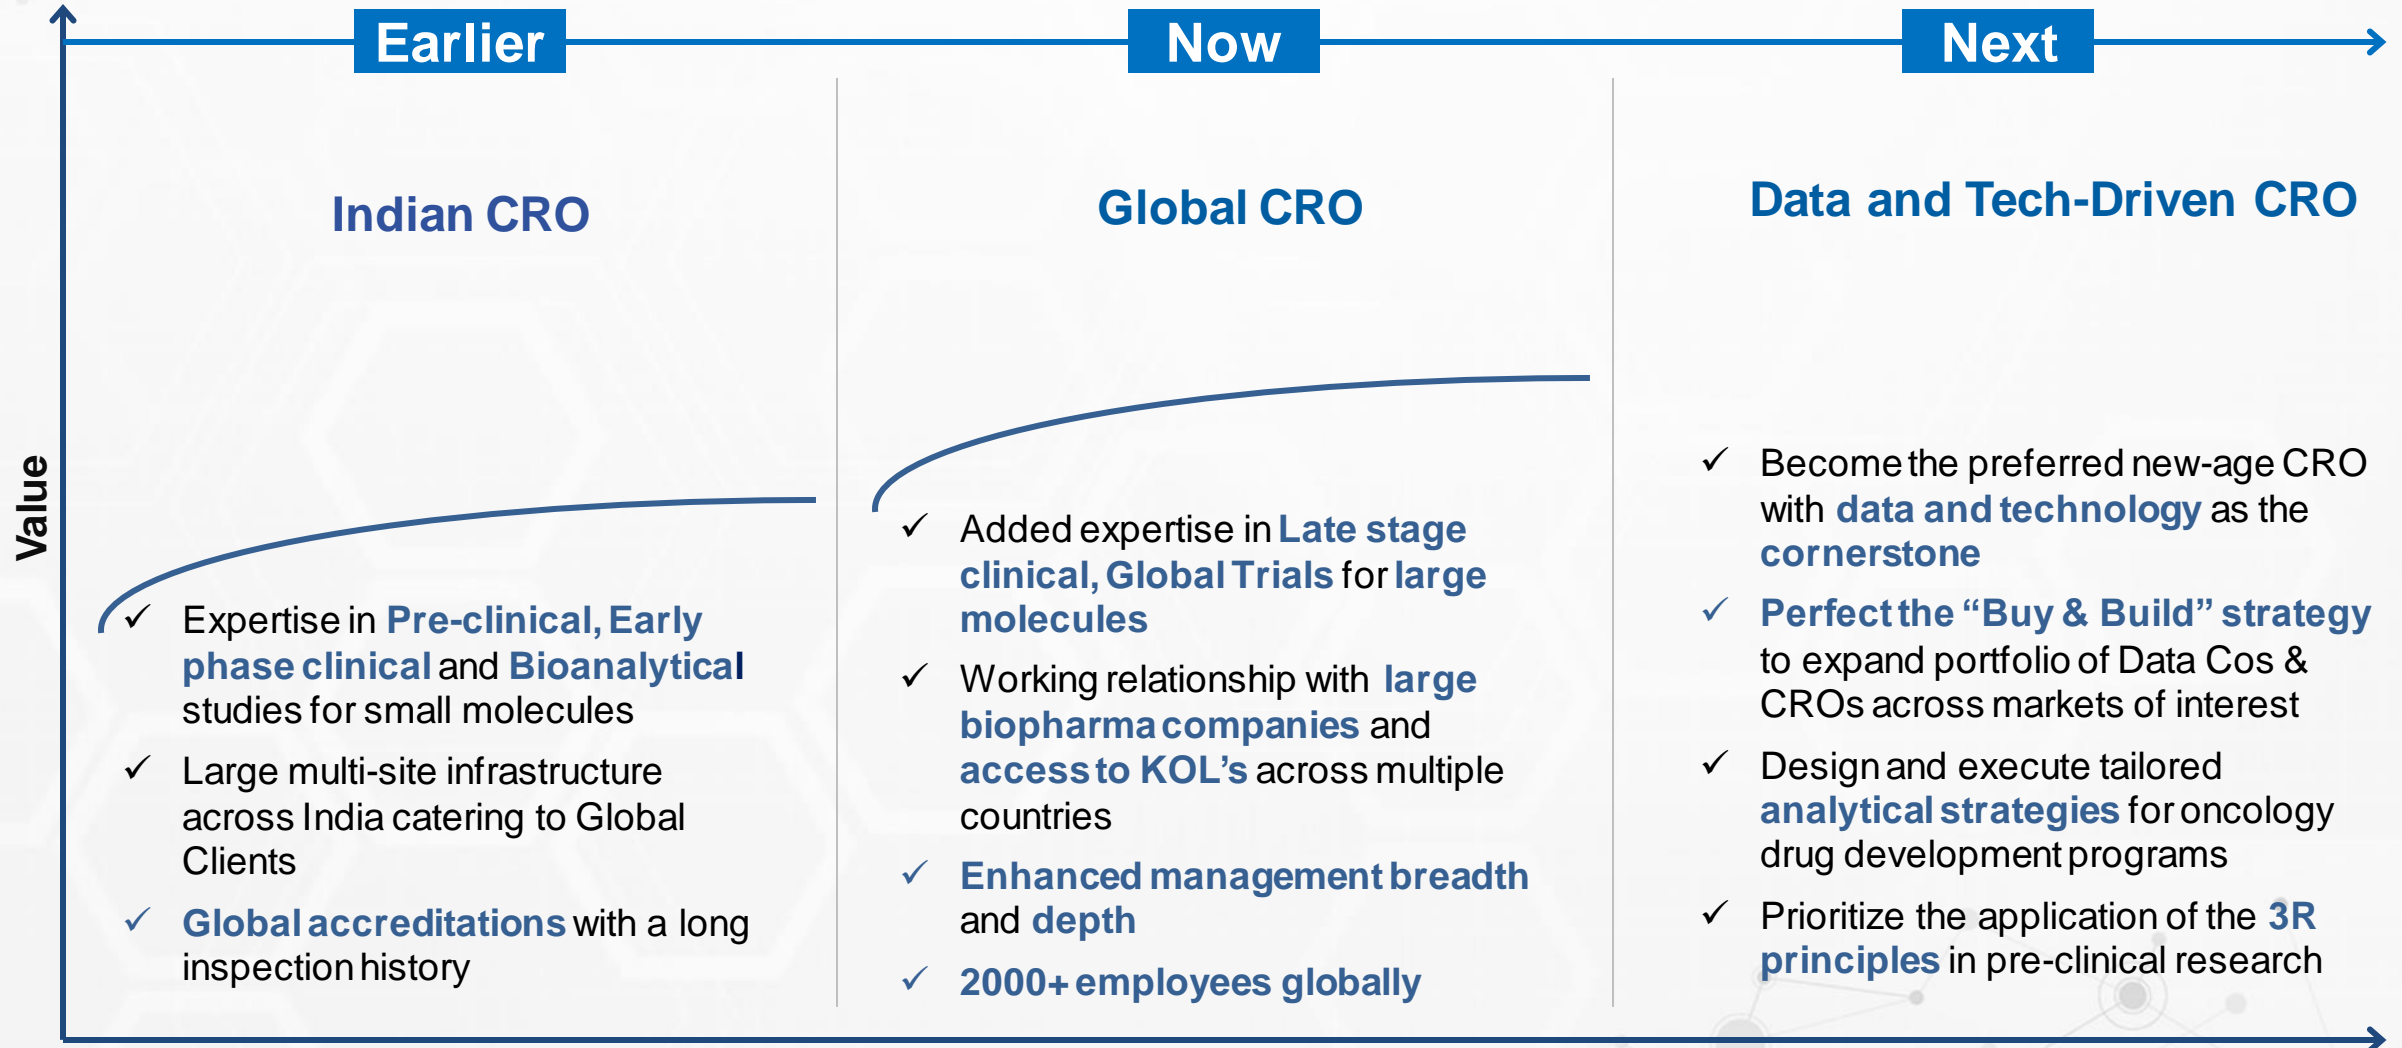 Earlier
Now
Next
Value
Indian CRO
✓ Expertise in Pre-clinical, Early
phase clinical and Bioanalytical
studies for small molecules
✓ Large multi-site infrastructure
across India catering to Global
Clients
✓ Global accreditations with a long
inspection history
Global CRO
✓ Added expertise in Late stage
clinical, Global Trials for large
molecules
✓ Working relationship with large
biopharma companies and
access to KOL’s across multiple
countries
✓ Enhanced management breadth
and depth
✓ 2000+ employees globally
Data and Tech-Driven CRO
✓ Become the preferred new-age CRO
with data and technology as the
cornerstone
✓ Perfect the “Buy & Build” strategy
to expand portfolio of Data Cos &
CROs across markets of interest
✓ Design and execute tailored
analytical strategies for oncology
drug development programs
✓ Prioritize the application of the 3R
principles in pre-clinical research